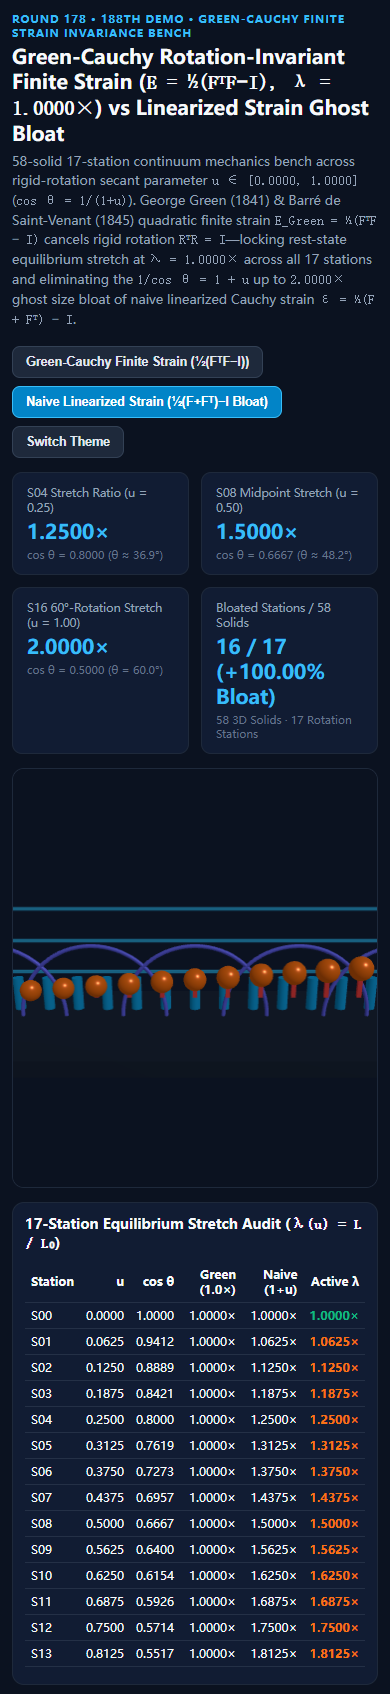 ROUND 178 • 188TH DEMO • GREEN-CAUCHY FINITE
STRAIN INVARIANCE BENCH
Green-Cauchy Rotation-Invariant
Finite Strain (E = ½(FᵀF−I), λ =
1.0000×) vs Linearized Strain Ghost
Bloat
58-solid 17-station continuum mechanics bench across
rigid-rotation secant parameter u ∈ [0.0000, 1.0000]
(cos θ = 1/(1+u)). George Green (1841) & Barré de
Saint-Venant (1845) quadratic finite strain E_Green = ½(FᵀF
− I) cancels rigid rotation RᵀR = I—locking rest-state
equilibrium stretch at λ = 1.0000× across all 17 stations
and eliminating the 1/cos θ = 1 + u up to 2.0000×
ghost size bloat of naive linearized Cauchy strain ε = ½(F
+ Fᵀ) − I.
Green-Cauchy Finite Strain (½(FᵀF−I))
Naive Linearized Strain (½(F+Fᵀ)−I Bloat)
Switch Theme
S04 Stretch Ratio (u =
0.25)
1.2500×
cos θ = 0.8000 (θ ≈ 36.9°)
S08 Midpoint Stretch (u =
0.50)
1.5000×
cos θ = 0.6667 (θ ≈ 48.2°)
S16 60°-Rotation Stretch
(u = 1.00)
2.0000×
cos θ = 0.5000 (θ = 60.0°)
Bloated Stations / 58
Solids
16 / 17
(+100.00%
Bloat)
58 3D Solids · 17 Rotation
Stations
17-Station Equilibrium Stretch Audit (λ(u) = L
/ L₀)
Station u cos θ Green (1.0×) Naive (1+u) Active λ
S00 0.0000 1.0000 1.0000× 1.0000× 1.0000×
S01 0.0625 0.9412 1.0000× 1.0625× 1.0625×
S02 0.1250 0.8889 1.0000× 1.1250× 1.1250×
S03 0.1875 0.8421 1.0000× 1.1875× 1.1875×
S04 0.2500 0.8000 1.0000× 1.2500× 1.2500×
S05 0.3125 0.7619 1.0000× 1.3125× 1.3125×
S06 0.3750 0.7273 1.0000× 1.3750× 1.3750×
S07 0.4375 0.6957 1.0000× 1.4375× 1.4375×
S08 0.5000 0.6667 1.0000× 1.5000× 1.5000×
S09 0.5625 0.6400 1.0000× 1.5625× 1.5625×
S10 0.6250 0.6154 1.0000× 1.6250× 1.6250×
S11 0.6875 0.5926 1.0000× 1.6875× 1.6875×
S12 0.7500 0.5714 1.0000× 1.7500× 1.7500×
S13 0.8125 0.5517 1.0000× 1.8125× 1.8125×